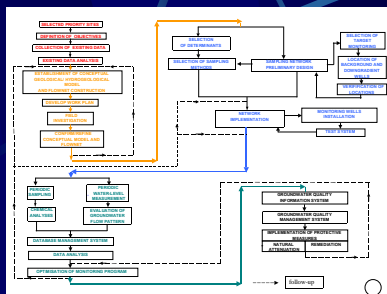 SELECTED PRIORITY SITES
DEFINITION OF OBJECTIVES
COLLECTION OF EXISTING DATA
EXISTING DATA ANALYSIS
ESTABLISHMENT OF CONCEPTUAL
GEOLOGICAL / HYDROGEOLOGICAL
MODEL
AND FLOWNET CONSTRUCTION
DEVELOP WORK PLAN
FIELD
INVESTIGATION
CONFIRMATION
CONCEPTUAL MODEL AND
FLOWNET
SELECTION
OF DETERMINANTS
SELECTION OF SAMPLING
METHODS
SAMPLING NETWORK
PRELIMINARY DESIGN
SELECTION OF
TARGET
MONITORING
LOCATION OF
BACKGROUND AND
DOWNGRADIENT
WELLS
VERIFICATION OF
LOCATIONS
NETWORK
IMPLEMENTATION
MONITORING WELLS
INSTALLATION
TEST SYSTEM
PERIODIC
SAMPLING
PERIODIC
WATER-LEVEL
MEASUREMENT
CHEMICAL
ANALYSES
EVALUATION OF
GROUNDWATER
FLOW PATTERN
DATABASE MANAGEMENT SYSTEM
DATA ANALYSIS
OPTIMISATION OF MONITORING PROGRAM
GROUNDWATER QUALITY
INFORMATION SYSTEM
GROUNDWATER QUALITY
MANAGEMENT SYSTEM
IMPLEMENTATION OF PROTECTIVE
MEASURES
NATURAL
ATTENUATION
REMEDIATION
follow-up